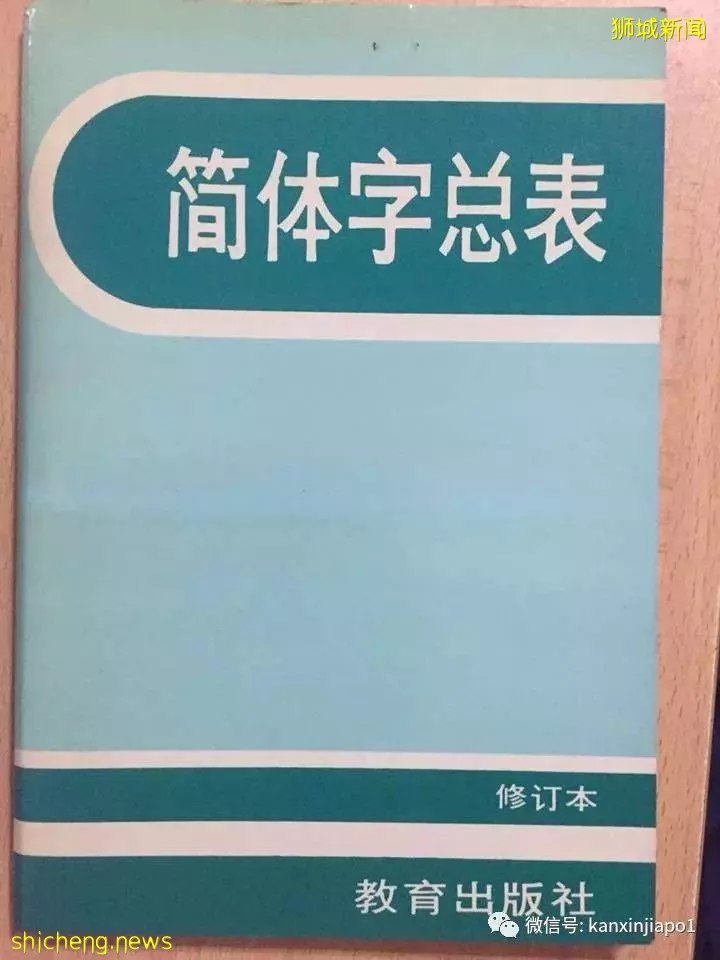 狮城新闻
简体字总表
修订本
教育出版社
微信号: kanxinjiapo1
shicheng.news